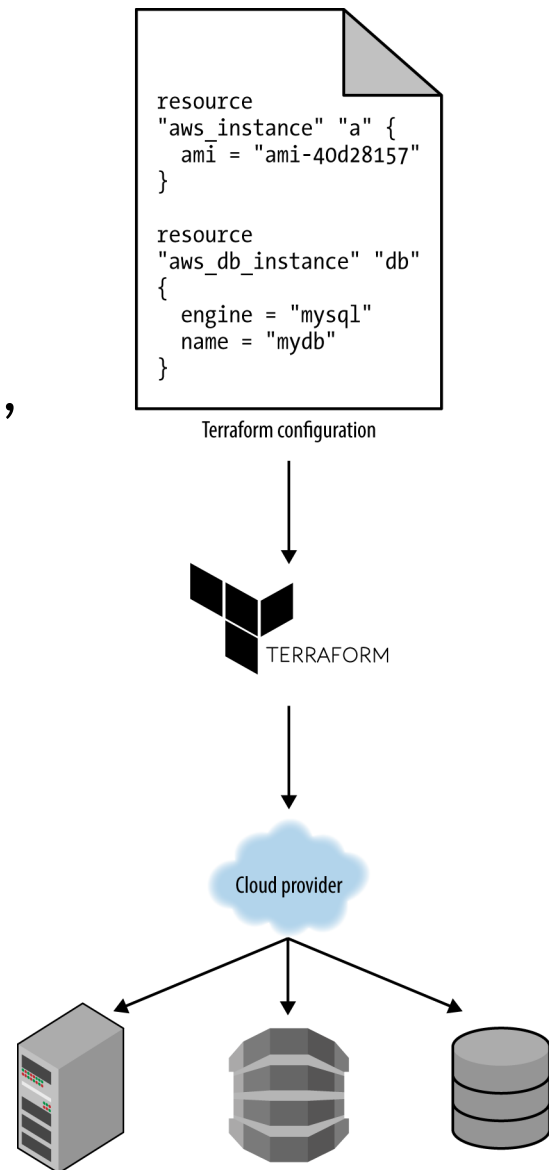 resource
"aws_instance" "a" {
  ami = "ami-40d28157"
}
resource
"aws_db_instance" "db"
{
  engine = "mysql"
  name = "mydb"
}
,
Terraform configuration
TERRAFORM
Cloud provider